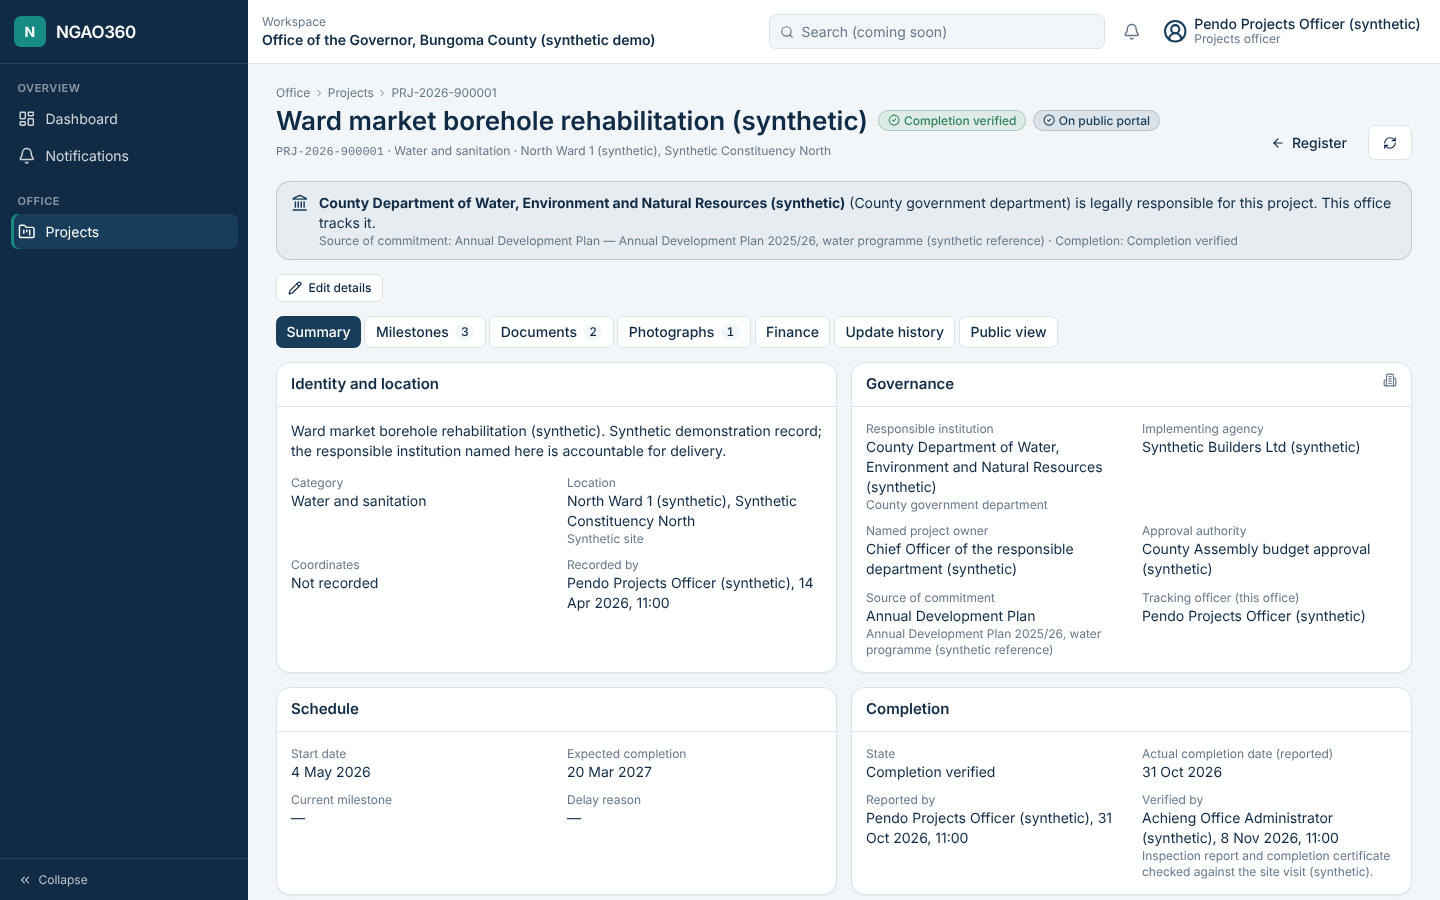 N NGAO360
OVERVIEW
Dashboard
Notifications
OFFICE
Projects
Collapse
Workspace
Office of the Governor, Bungoma County (synthetic demo)
Search (coming soon)
Pendo Projects Officer (synthetic)
Projects officer
Office › Projects › PRJ-2026-900001
Ward market borehole rehabilitation (synthetic) Completion verified On public portal
PRJ-2026-900001 · Water and sanitation · North Ward 1 (synthetic), Synthetic Constituency North
← Register
County Department of Water, Environment and Natural Resources (synthetic) (County government department) is legally responsible for this project. This office
tracks it.
Source of commitment: Annual Development Plan — Annual Development Plan 2025/26, water programme (synthetic reference) · Completion: Completion verified
Edit details
Summary Milestones 3 Documents 2 Photographs 1 Finance Update history Public view
Identity and location
Ward market borehole rehabilitation (synthetic). Synthetic demonstration record;
the responsible institution named here is accountable for delivery.
Category
Water and sanitation
Location
North Ward 1 (synthetic), Synthetic
Constituency North
Synthetic site
Coordinates
Not recorded
Recorded by
Pendo Projects Officer (synthetic), 14
Apr 2026, 11:00
Governance
Responsible institution
County Department of Water,
Environment and Natural Resources
(synthetic)
County government department
Implementing agency
Synthetic Builders Ltd (synthetic)
Named project owner
Chief Officer of the responsible
department (synthetic)
Approval authority
County Assembly budget approval
(synthetic)
Source of commitment
Annual Development Plan
Annual Development Plan 2025/26, water
programme (synthetic reference)
Tracking officer (this office)
Pendo Projects Officer (synthetic)
Schedule
Start date
4 May 2026
Expected completion
20 Mar 2027
Current milestone
—
Delay reason
—
Completion
State
Completion verified
Actual completion date (reported)
31 Oct 2026
Reported by
Pendo Projects Officer (synthetic), 31
Oct 2026, 11:00
Verified by
Achieng Office Administrator
(synthetic), 8 Nov 2026, 11:00
Inspection report and completion certificate
checked against the site visit (synthetic).